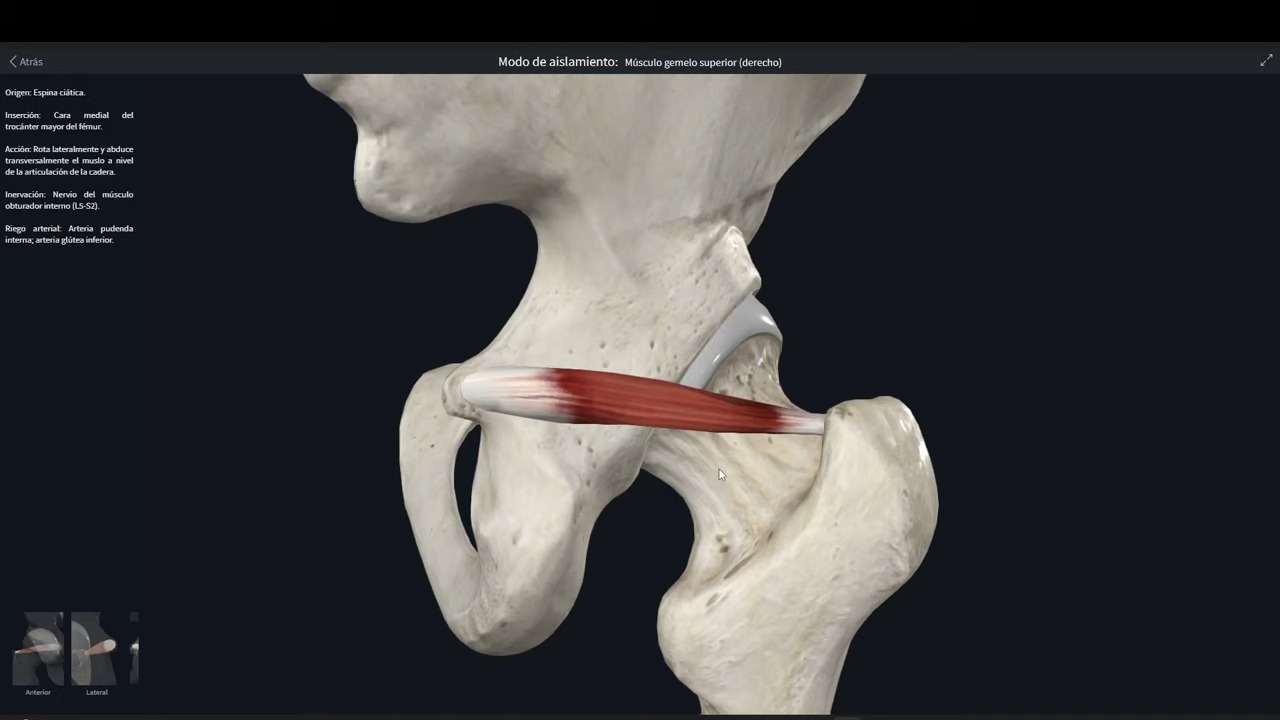 Atrás
Modo de aislamiento: Músculo gemelo superior (derecho)
Origen: Espina ciática.
Inserción: Cara medial del
trocánter mayor del fémur.
Acción: Rota lateralmente y abduce
transversalmente el muslo a nivel
de la articulación de la cadera.
Inervación: Nervio del músculo
obturador interno (L5-S2).
Riego arterial: Arteria pudenda
interna; arteria glútea inferior.
Anterior
Lateral